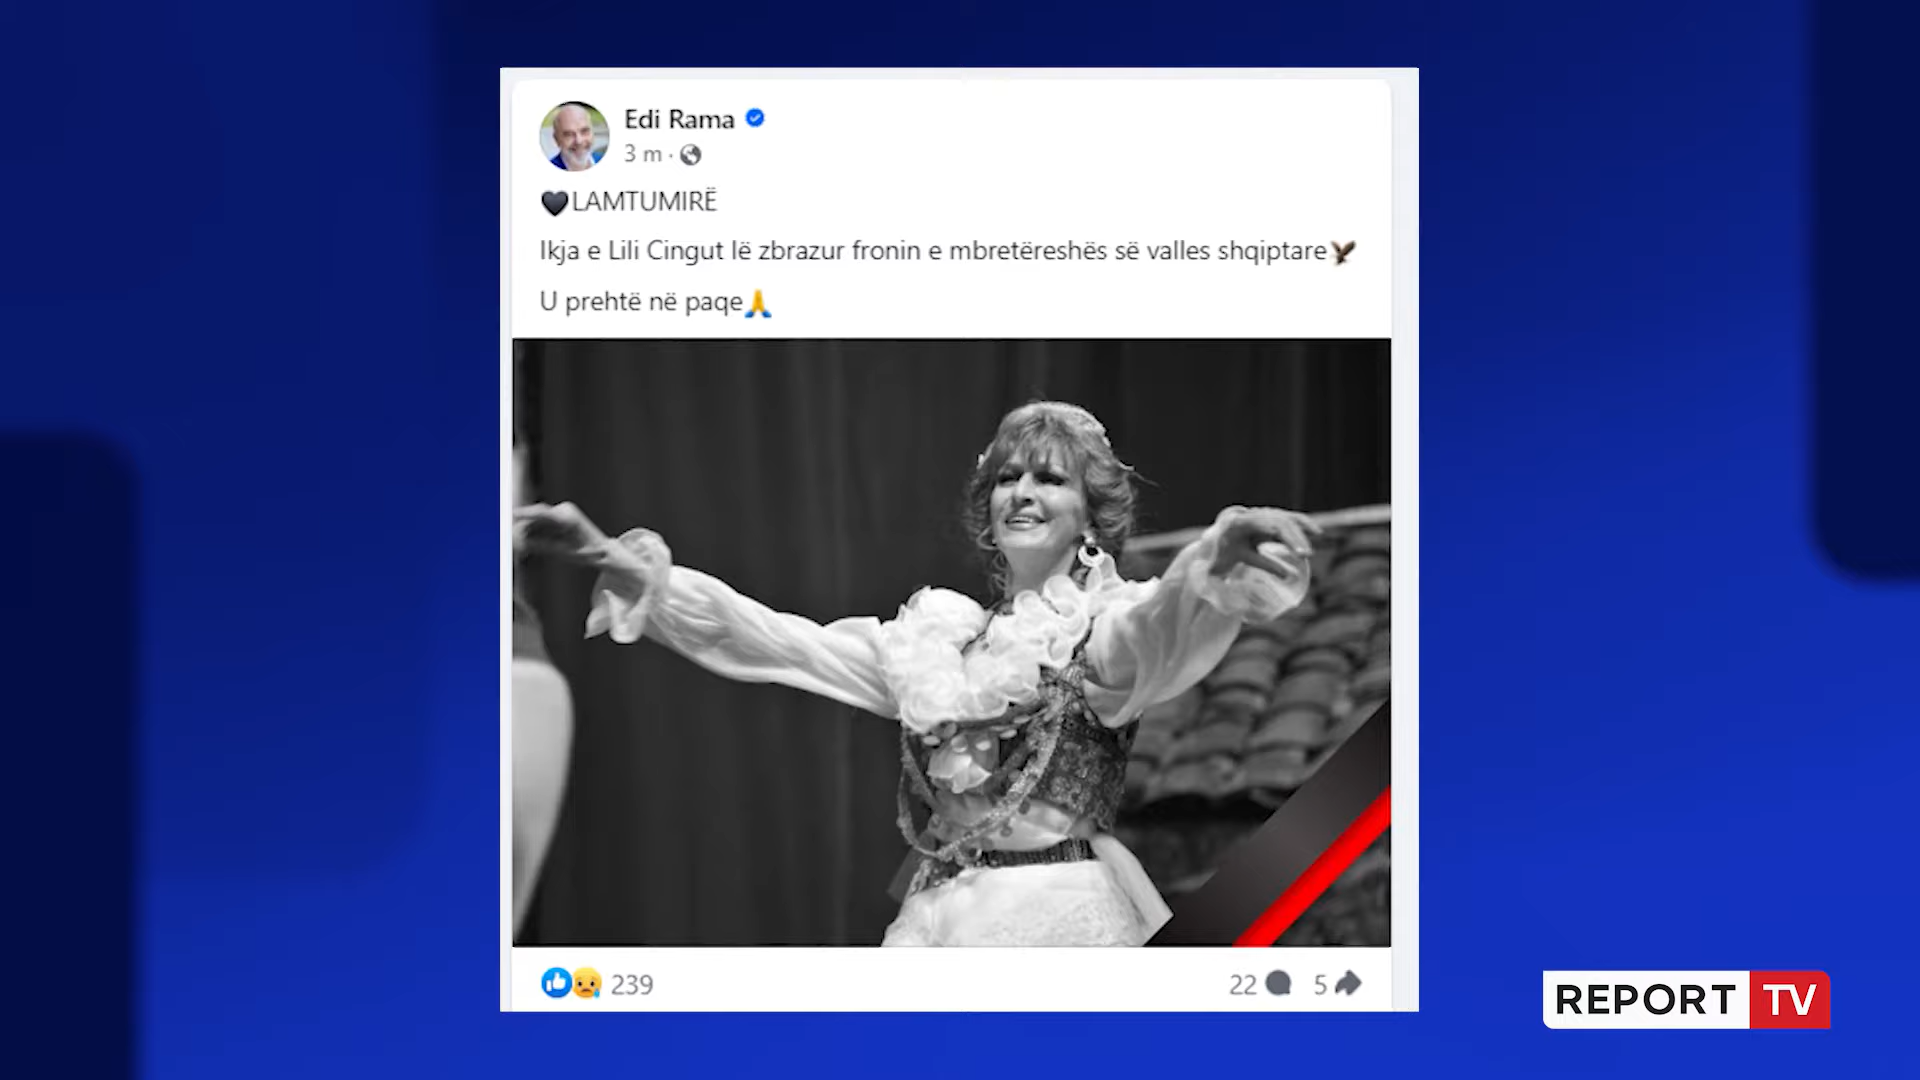 Edi Rama
3 m ·
🖤LAMTUMIRË
Ikja e Lili Cingut lë zbrazur fronin e mbretëreshës së valles shqiptare🦅
U prehtë në paqe🙏
239
22 5
REPORT TV